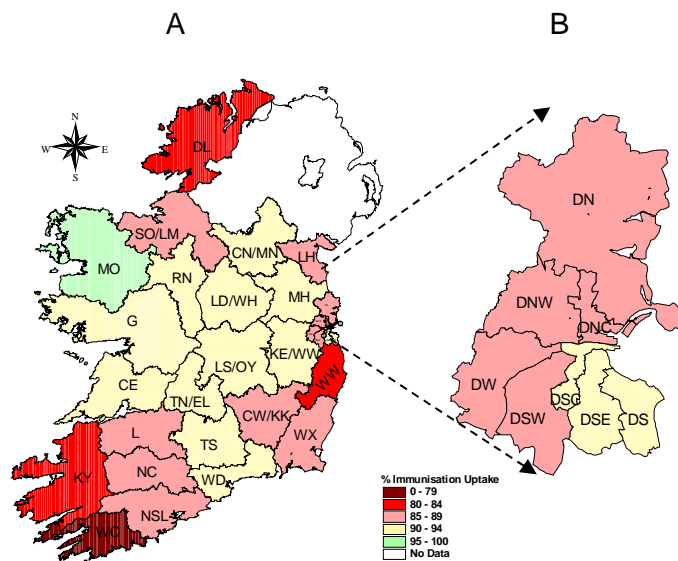 A B
N
W E
S
DL
DN
SO/LM
CN/MN
LH
MO
RN
LD/WH
MH
DNW
DNC
G
KE/WW
LS/OY
WW
CE
TN/EL
DW
DSC
DSW
DSE
DS
CW/KK
L
TS
WX
KY
NC
WD
NSL
WC
% Immunisation Uptake
0 - 79
80 - 84
85 - 89
90 - 94
95 - 100
No Data